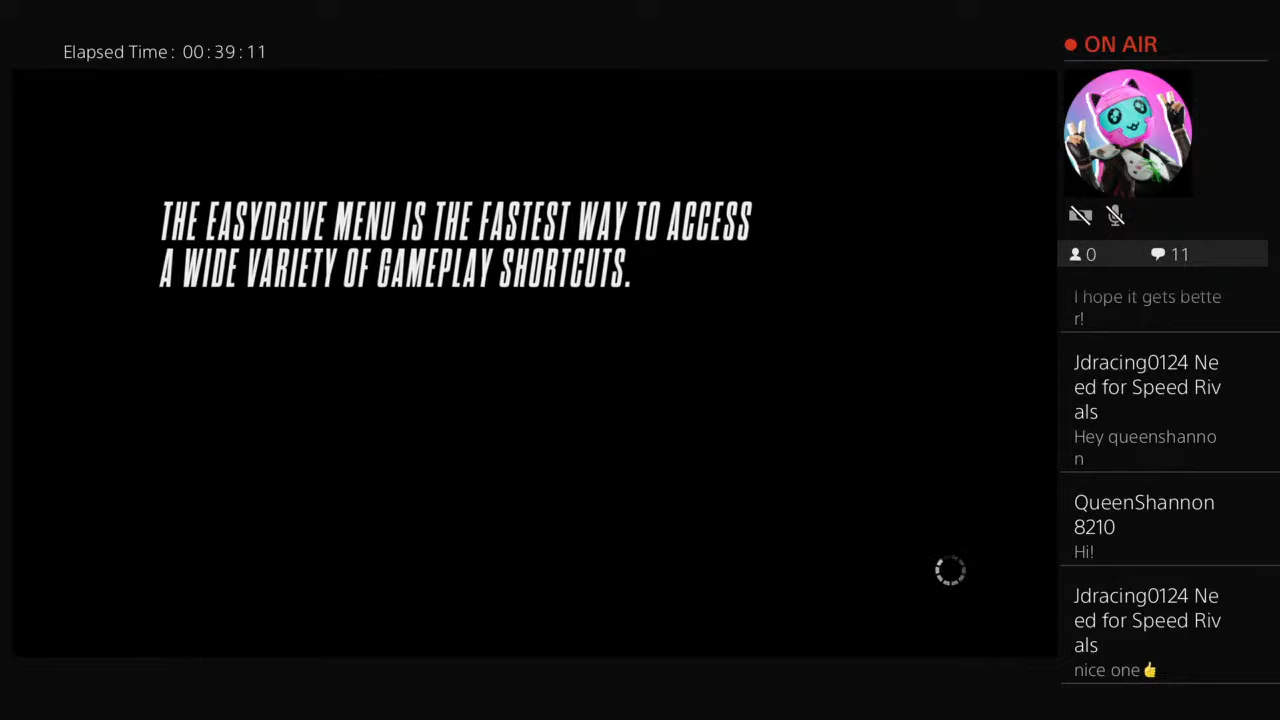 Elapsed Time: 00:39:11
ON AIR
THE EASYDRIVE MENU IS THE FASTEST WAY TO ACCESS
A WIDE VARIETY OF GAMEPLAY SHORTCUTS.
0 11
I hope it gets bette
r!
Jdracing0124 Ne
ed for Speed Riv
als
Hey queenshanno
n
QueenShannon
8210
Hi!
Jdracing0124 Ne
ed for Speed Riv
als
nice one👍